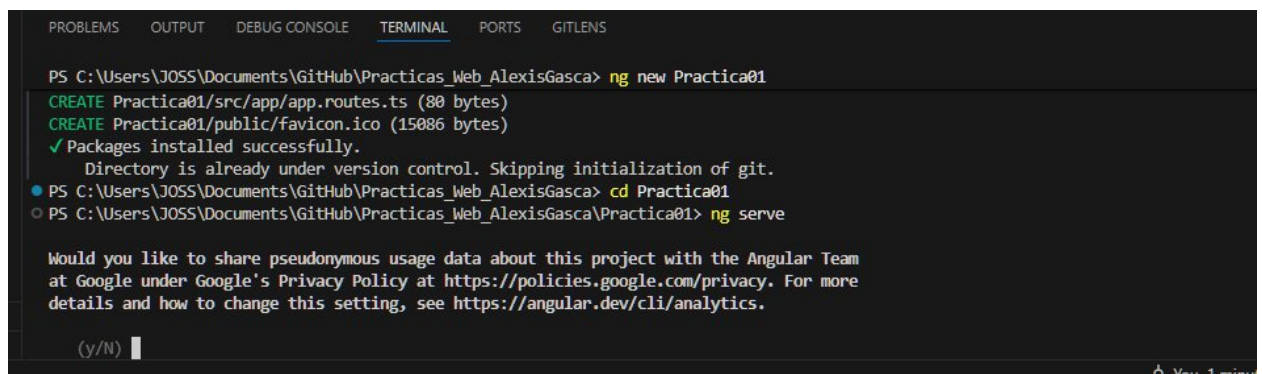 PROBLEMS OUTPUT DEBUG CONSOLE TERMINAL PORTS GITLENS
PS C:\Users\JOSS\Documents\GitHub\Practicas_Web_AlexisGasca> ng new Practica01
CREATE Practica01/src/app/app.routes.ts (80 bytes)
CREATE Practica01/public/favicon.ico (15086 bytes)
✓ Packages installed successfully.
Directory is already under version control. Skipping initialization of git.
PS C:\Users\JOSS\Documents\GitHub\Practicas_Web_AlexisGasca> cd Practica01
PS C:\Users\JOSS\Documents\GitHub\Practicas_Web_AlexisGasca\Practica01> ng serve
Would you like to share pseudonymous usage data about this project with the Angular Team
at Google under Google's Privacy Policy at https://policies.google.com/privacy. For more
details and how to change this setting, see https://angular.dev/cli/analytics.
(y/N)